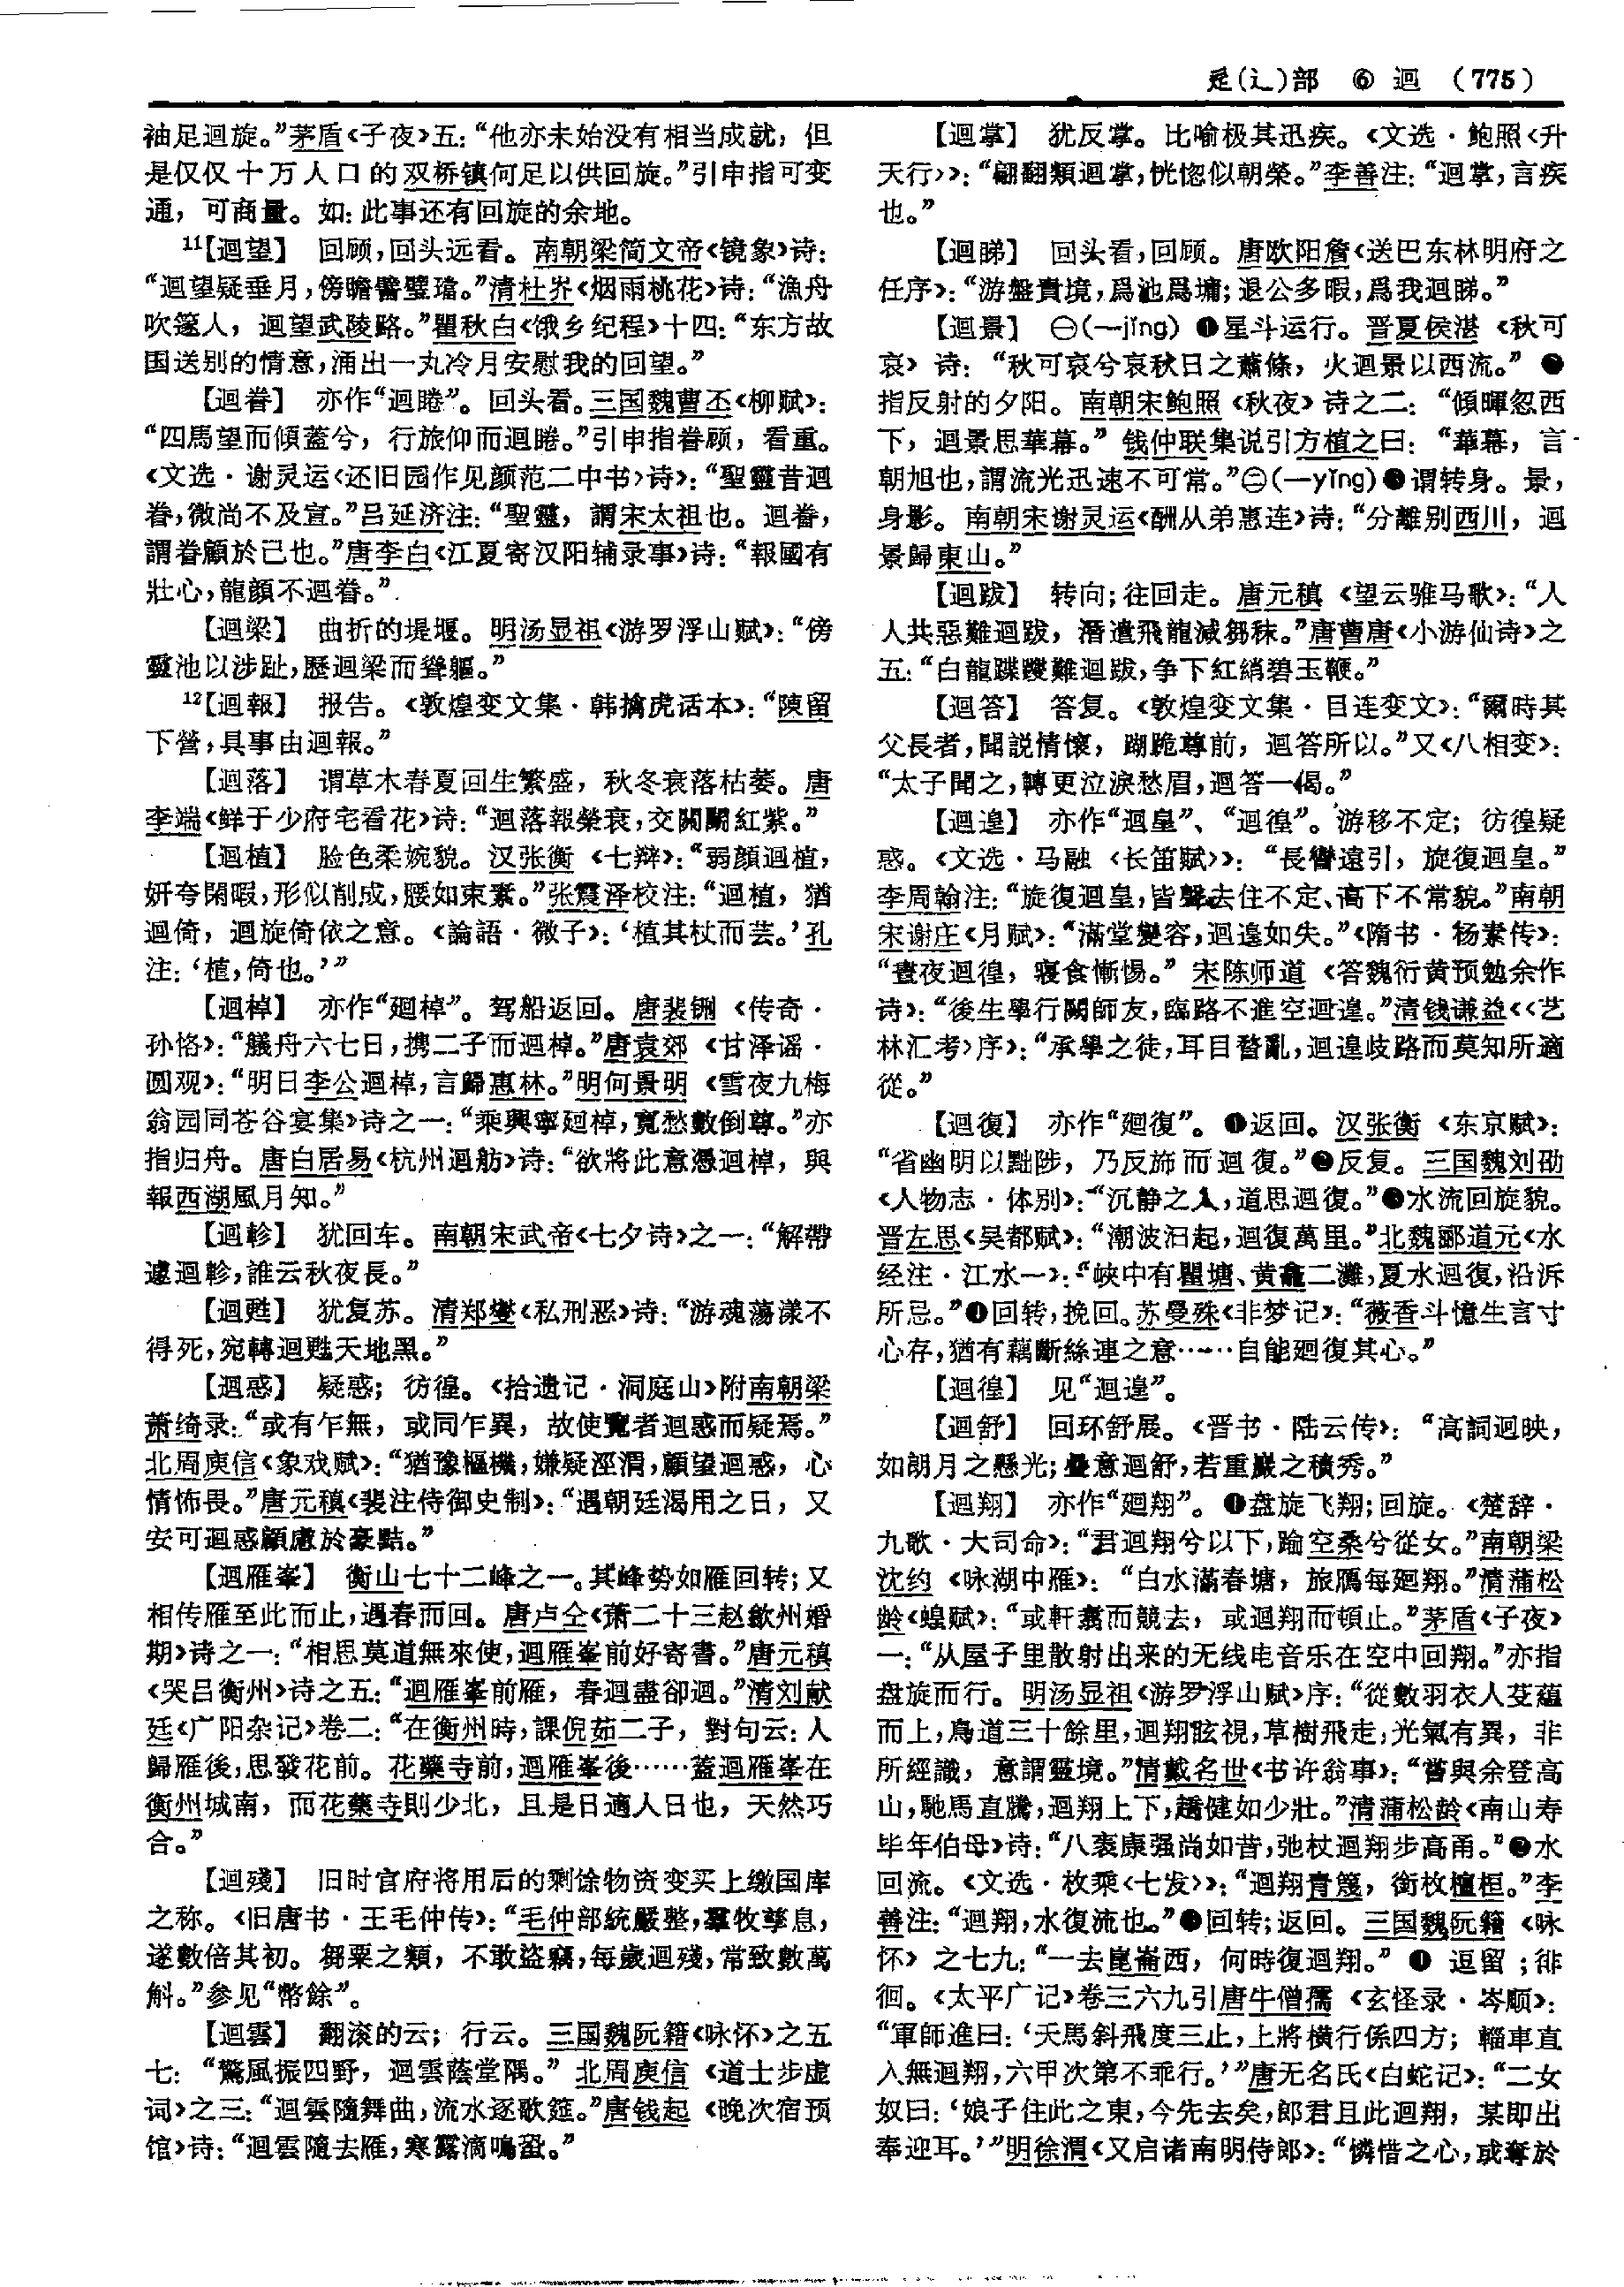 辵(辶)部 ⑥ 迴 (775)
袖足迴旋。”茅盾《子夜》五：“他亦未始没有相当成就，但
是仅仅十万人口的双桥镇何足以供回旋。”引申指可变
通，可商量。如：此事还有回旋的余地。
11【迴望】 回顾，回头远看。南朝梁简文帝《镜象》诗：
“迴望疑垂月，傍瞻譬璧璫。”清杜岕《烟雨桃花》诗：“漁舟
吹篴人，迴望武陵路。”瞿秋白《饿乡纪程》十四：“东方故
国送别的情意，涌出一丸冷月安慰我的回望。”
【迴眷】 亦作“迴睠”。回头看。三国魏曹丕《柳赋》：
“四馬望而傾蓋兮，行旅仰而迴睠。”引申指眷顾，看重。
《文选·谢灵运〈还旧园作见颜范二中书〉诗》：“聖靈昔迴
眷，微尚不及宣。”吕延济注：“聖靈，謂宋太祖也。迴眷，
謂眷顧於己也。”唐李白《江夏寄汉阳辅录事》诗：“報國有
壯心，龍顔不迴眷。”
【迴梁】 曲折的堤堰。明汤显祖《游罗浮山赋》：“傍
靈池以涉趾，歷迴梁而聳軀。”
12【迴報】 报告。《敦煌变文集·韩擒虎话本》：“陳留
下營，具事由迴報。”
【迴落】 谓草木春夏回生繁盛，秋冬衰落枯萎。唐
李端《鲜于少府宅看花》诗：“迴落報榮衰，交關鬭紅紫。”
【迴植】 脸色柔婉貌。汉张衡《七辩》：“弱顔迴植，
妍夸閑暇，形似削成，腰如束素。”张震泽校注：“迴植，猶
迴倚，迴旋倚依之意。《論語·微子》：‘植其杖而芸。’孔
注：‘植，倚也。’”
【迴棹】 亦作“廻棹”。驾船返回。唐裴铏《传奇·
孙恪》：“艤舟六七日，携二子而迴棹。”唐袁郊《甘泽谣·
圆观》：“明日李公迴棹，言歸惠林。”明何景明《雪夜九梅
翁园同苍谷宴集》诗之一：“乘興寧廻棹，寬愁數倒尊。”亦
指归舟。唐白居易《杭州迴舫》诗：“欲將此意憑迴棹，與
報西湖風月知。”
【迴軫】 犹回车。南朝宋武帝《七夕诗》之一：“解帶
遽迴軫，誰云秋夜長。”
【迴甦】 犹复苏。清郑燮《私刑恶》诗：“游魂蕩漾不
得死，宛轉迴甦天地黑。”
【迴惑】 疑惑；彷徨。《拾遗记·洞庭山》附南朝梁
萧绮录：“或有乍無，或同乍異，故使覽者迴惑而疑焉。”
北周庾信《象戏赋》：“猶豫樞機，嫌疑涇渭，顧望迴惑，心
情怖畏。”唐元稹《裴注侍御史制》：“遇朝廷渴用之日，又
安可迴惑顧慮於豪黠。”
【迴雁峯】 衡山七十二峰之一。其峰势如雁回转；又
相传雁至此而止，遇春而回。唐卢仝《萧二十三赴歙州婚
期》诗之一：“相思莫道無來使，迴雁峯前好寄書。”唐元稹
《哭吕衡州》诗之五：“迴雁峯前雁，春迴盡卻迴。”清刘献
廷《广阳杂记》卷二：“在衡州時，課倪茹二子，對句云：人
歸雁後，思發花前。花藥寺前，迴雁峯後……蓋迴雁峯在
衡州城南，而花藥寺則少北，且是日適人日也，天然巧
合。”
【迴殘】 旧时官府将用后的剩馀物资变买上缴国库
之称。《旧唐书·王毛仲传》：“毛仲部統嚴整，羣牧孳息，
遂數倍其初。芻粟之類，不敢盜竊，每歲迴殘，常致數萬
斛。”参见“幣餘”。
【迴雲】 翻滚的云；行云。三国魏阮籍《咏怀》之五
七：“驚風振四野，迴雲蔭堂隅。”北周庾信《道士步虚
词》之三：“迴雲隨舞曲，流水逐歌筵。”唐钱起《晚次宿预
馆》诗：“迴雲隨去雁，寒露滴鳴蛩。”
【迴掌】 犹反掌。比喻极其迅疾。《文选·鲍照〈升
天行〉》：“翩翻類迴掌，恍惚似朝榮。”李善注：“迴掌，言疾
也。”
【迴睇】 回头看，回顾。唐欧阳詹《送巴东林明府之
任序》：“游盤貴境，爲池爲墉；退公多暇，爲我迴睇。”
【迴景】 ㊀(—jǐng) ❶星斗运行。晋夏侯湛《秋可
哀》诗：“秋可哀兮哀秋日之蕭條，火迴景以西流。” ❷
指反射的夕阳。南朝宋鲍照《秋夜》诗之二：“傾暉忽西
下，迴景思華幕。”钱仲联集说引方植之曰：“華幕，言
朝旭也，謂流光迅速不可常。”㊁(—yǐng)❸谓转身。景，
身影。南朝宋谢灵运《酬从弟惠连》诗：“分離别西川，迴
景歸東山。”
【迴跋】 转向；往回走。唐元稹《望云骓马歌》：“人
人共惡難迴跋，潛遣飛龍減芻秣。”唐曹唐《小游仙诗》之
五：“白龍蹀躞難迴跋，争下紅綃碧玉鞭。”
【迴答】 答复。《敦煌变文集·目连变文》：“爾時其
父長者，聞説情懷，蹦跪尊前，迴答所以。”又《八相变》：
“太子聞之，轉更泣淚愁眉，迴答一偈。”
【迴遑】 亦作“迴皇”、“迴徨”。游移不定；彷徨疑
惑。《文选·马融〈长笛赋〉》：“長矕遠引，旋復迴皇。”
李周翰注：“旋復迴皇，皆聲去住不定、高下不常貌。”南朝
宋谢庄《月赋》：“滿堂變容，迴遑如失。”《隋书·杨素传》：
“晝夜迴徨，寢食慚惕。”宋陈师道《答魏衍黄预勉余作
诗》：“後生學行闕師友，臨路不進空迴遑。”清钱谦益《〈艺
林汇考〉序》：“承學之徒，耳目瞀亂，迴遑歧路而莫知所適
從。”
【迴復】 亦作“廻復”。❶返回。汉张衡《东京赋》：
“省幽明以黜陟，乃反斾而迴復。”❷反复。三国魏刘劭
《人物志·体别》：“沉静之人，道思迴復。”❸水流回旋貌。
晋左思《吴都赋》：“潮波汩起，迴復萬里。”北魏郦道元《水
经注·江水一》：“峽中有瞿塘、黄龕二灘，夏水迴復，沿泝
所忌。”❹回转，挽回。苏曼殊《非梦记》：“薇香斗憶生言寸
心存，猶有藕斷絲連之意……自能廻復其心。”
【迴徨】 见“迴遑”。
【迴舒】 回环舒展。《晋书·陆云传》：“高詞迴映，
如朗月之懸光；疊意迴舒，若重巖之積秀。”
【迴翔】 亦作“廻翔”。❶盘旋飞翔；回旋。《楚辞·
九歌·大司命》：“君迴翔兮以下，踰空桑兮從女。”南朝梁
沈约《咏湖中雁》：“白水滿春塘，旅鴈每廻翔。”清蒲松
龄《蝗赋》：“或軒翥而競去，或迴翔而頓止。”茅盾《子夜》
一：“从屋子里散射出来的无线电音乐在空中回翔。”亦指
盘旋而行。明汤显祖《游罗浮山赋》序：“從數羽衣人芟蘊
而上，鳥道三十餘里，迴翔眩視，草樹飛走，光氣有異，非
所經識，意謂靈境。”清戴名世《书许翁事》：“嘗與余登高
山，馳馬直騰，迴翔上下，趫健如少壯。”清蒲松龄《南山寿
毕年伯母》诗：“八袠康强尚如昔，弛杖迴翔步高甬。”❷水
回流。《文选·枚乘〈七发〉》：“迴翔青篾，銜枚檀桓。”李
善注：“迴翔，水復流也。”❸回转；返回。三国魏阮籍《咏
怀》之七九：“一去崑崙西，何時復迴翔。” ❹ 逗留；徘
徊。《太平广记》卷三六九引唐牛僧孺《玄怪录·岑顺》：
“軍師進曰：‘天馬斜飛度三止，上將横行係四方；輜車直
入無迴翔，六甲次第不乖行。’”唐无名氏《白蛇记》：“二女
奴曰：‘娘子住此之東，今先去矣，郎君且此迴翔，某即出
奉迎耳。’”明徐渭《又启诸南明侍郎》：“憐惜之心，或奪於